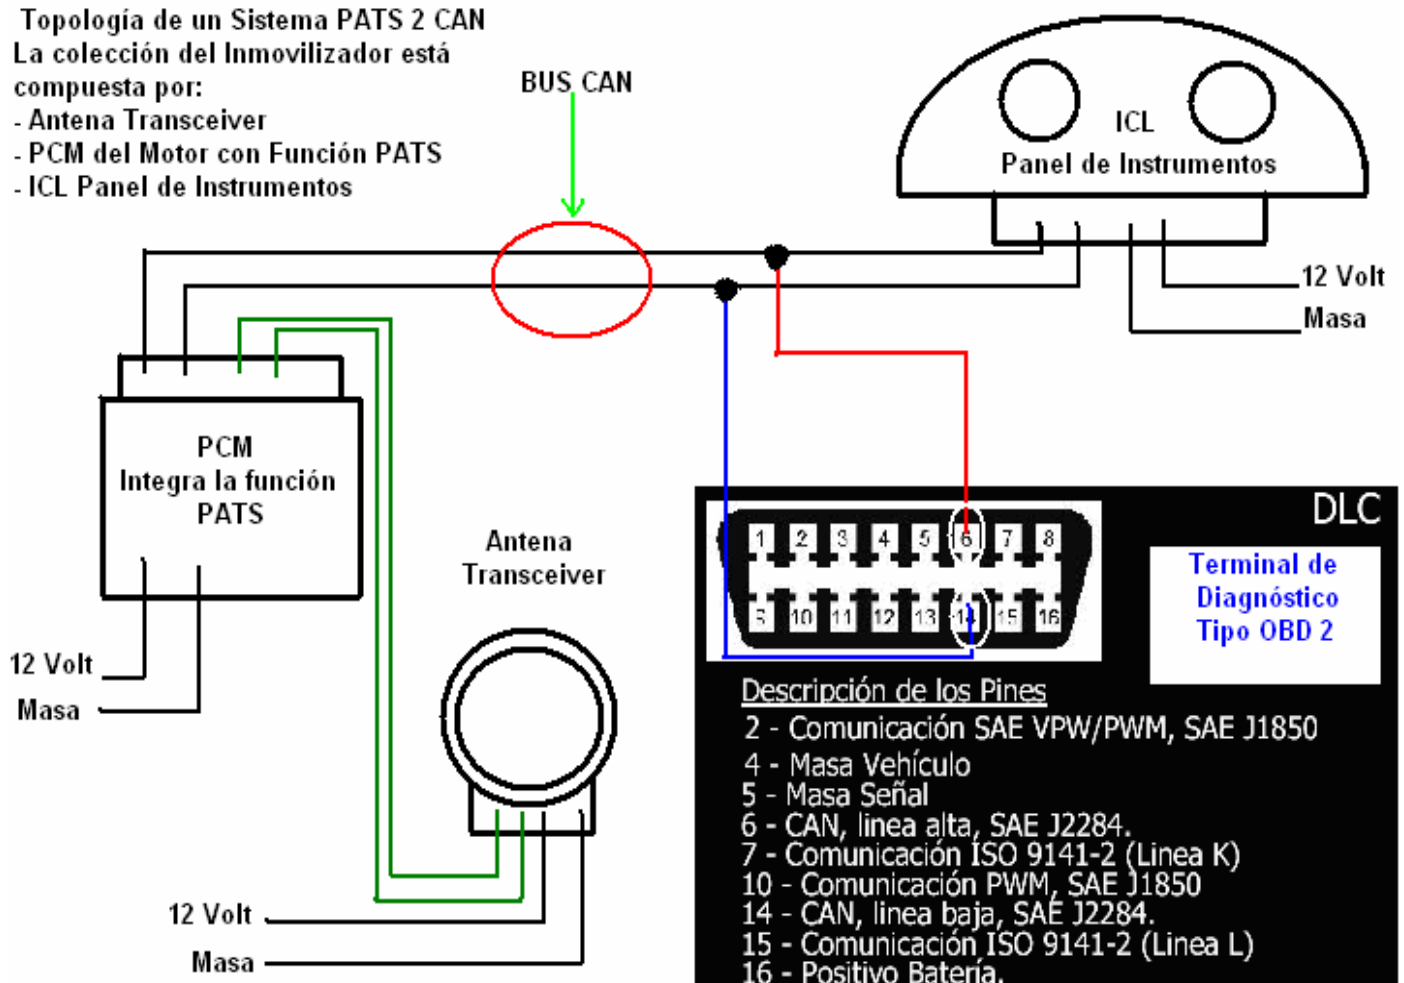 Topología de un Sistema PATS 2 CAN
La colección del Inmovilizador está
compuesta por:
- Antena Transceiver
- PCM del Motor con Función PATS
- ICL Panel de Instrumentos
BUS CAN
ICL
Panel de Instrumentos
12 Volt
Masa
PCM
Integra la función
PATS
12 Volt
Masa
Antena
Transceiver
12 Volt
Masa
DLC
Terminal de
Diagnóstico
Tipo OBD 2
1 2 3 4 5 6 7 8
9 10 11 12 13 14 15 16
Descripción de los Pines
2 - Comunicación SAE VPW/PWM, SAE J1850
4 - Masa Vehículo
5 - Masa Señal
6 - CAN, linea alta, SAE J2284.
7 - Comunicación ISO 9141-2 (Linea K)
10 - Comunicación PWM, SAE J1850
14 - CAN, linea baja, SAE J2284.
15 - Comunicación ISO 9141-2 (Linea L)
16 - Positivo Batería.